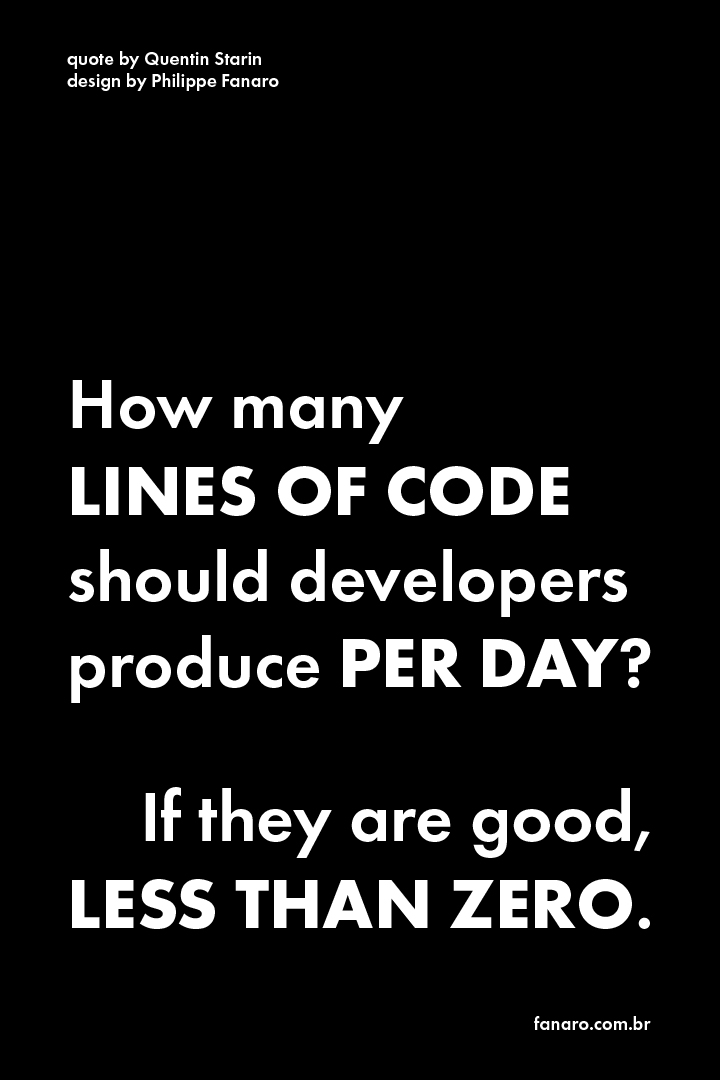 quote by Quentin Starin
design by Philippe Fanaro
How many
LINES OF CODE
should developers
produce PER DAY?
If they are good,
LESS THAN ZERO.
fanaro.com.br